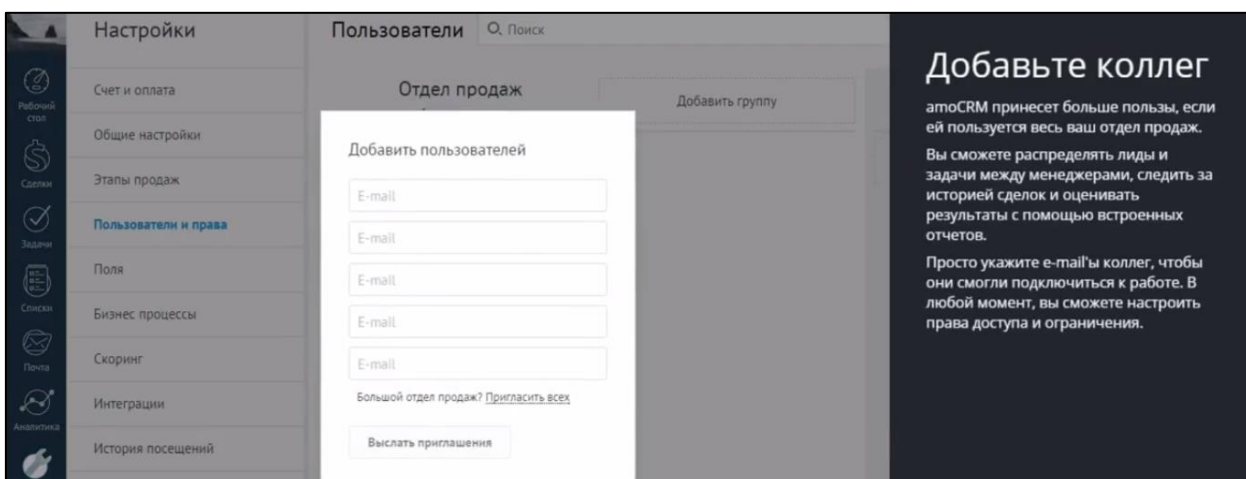 Настройки
Пользователи
Поиск
Рабочий
стол
Сделки
Задачи
Списки
Почта
Аналитика
Счет и оплата
Общие настройки
Этапы продаж
Пользователи и права
Поля
Бизнес процессы
Скоринг
Интеграции
История посещений
Отдел продаж
Добавить группу
Добавить пользователей
E-mail
E-mail
E-mail
E-mail
E-mail
Большой отдел продаж? Пригласить всех
Выслать приглашения
Добавьте коллег
amoCRM принесет больше пользы, если
ей пользуется весь ваш отдел продаж.
Вы сможете распределять лиды и
задачи между менеджерами, следить за
историей сделок и оценивать
результаты с помощью встроенных
отчетов.
Просто укажите e-mail'ы коллег, чтобы
они смогли подключиться к работе. В
любой момент, вы сможете настроить
права доступа и ограничения.